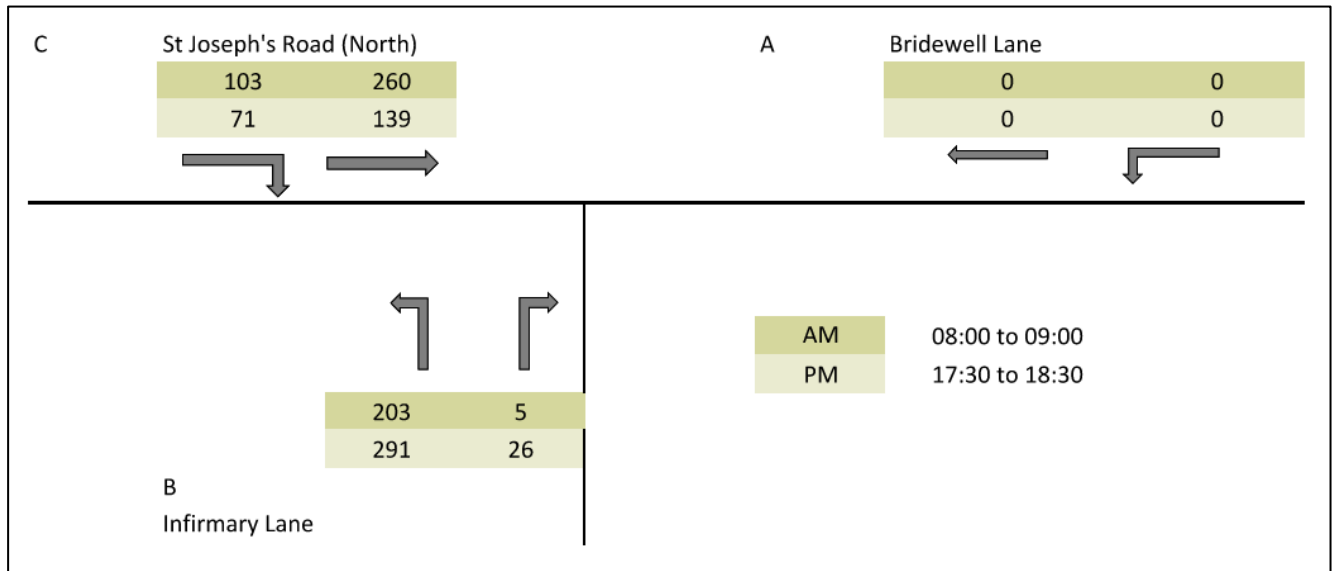 C St Joseph's Road (North) A Bridewell Lane
103 260 0 0
71 139 0 0
AM 08:00 to 09:00
PM 17:30 to 18:30
203 5
291 26
B
Infirmary Lane